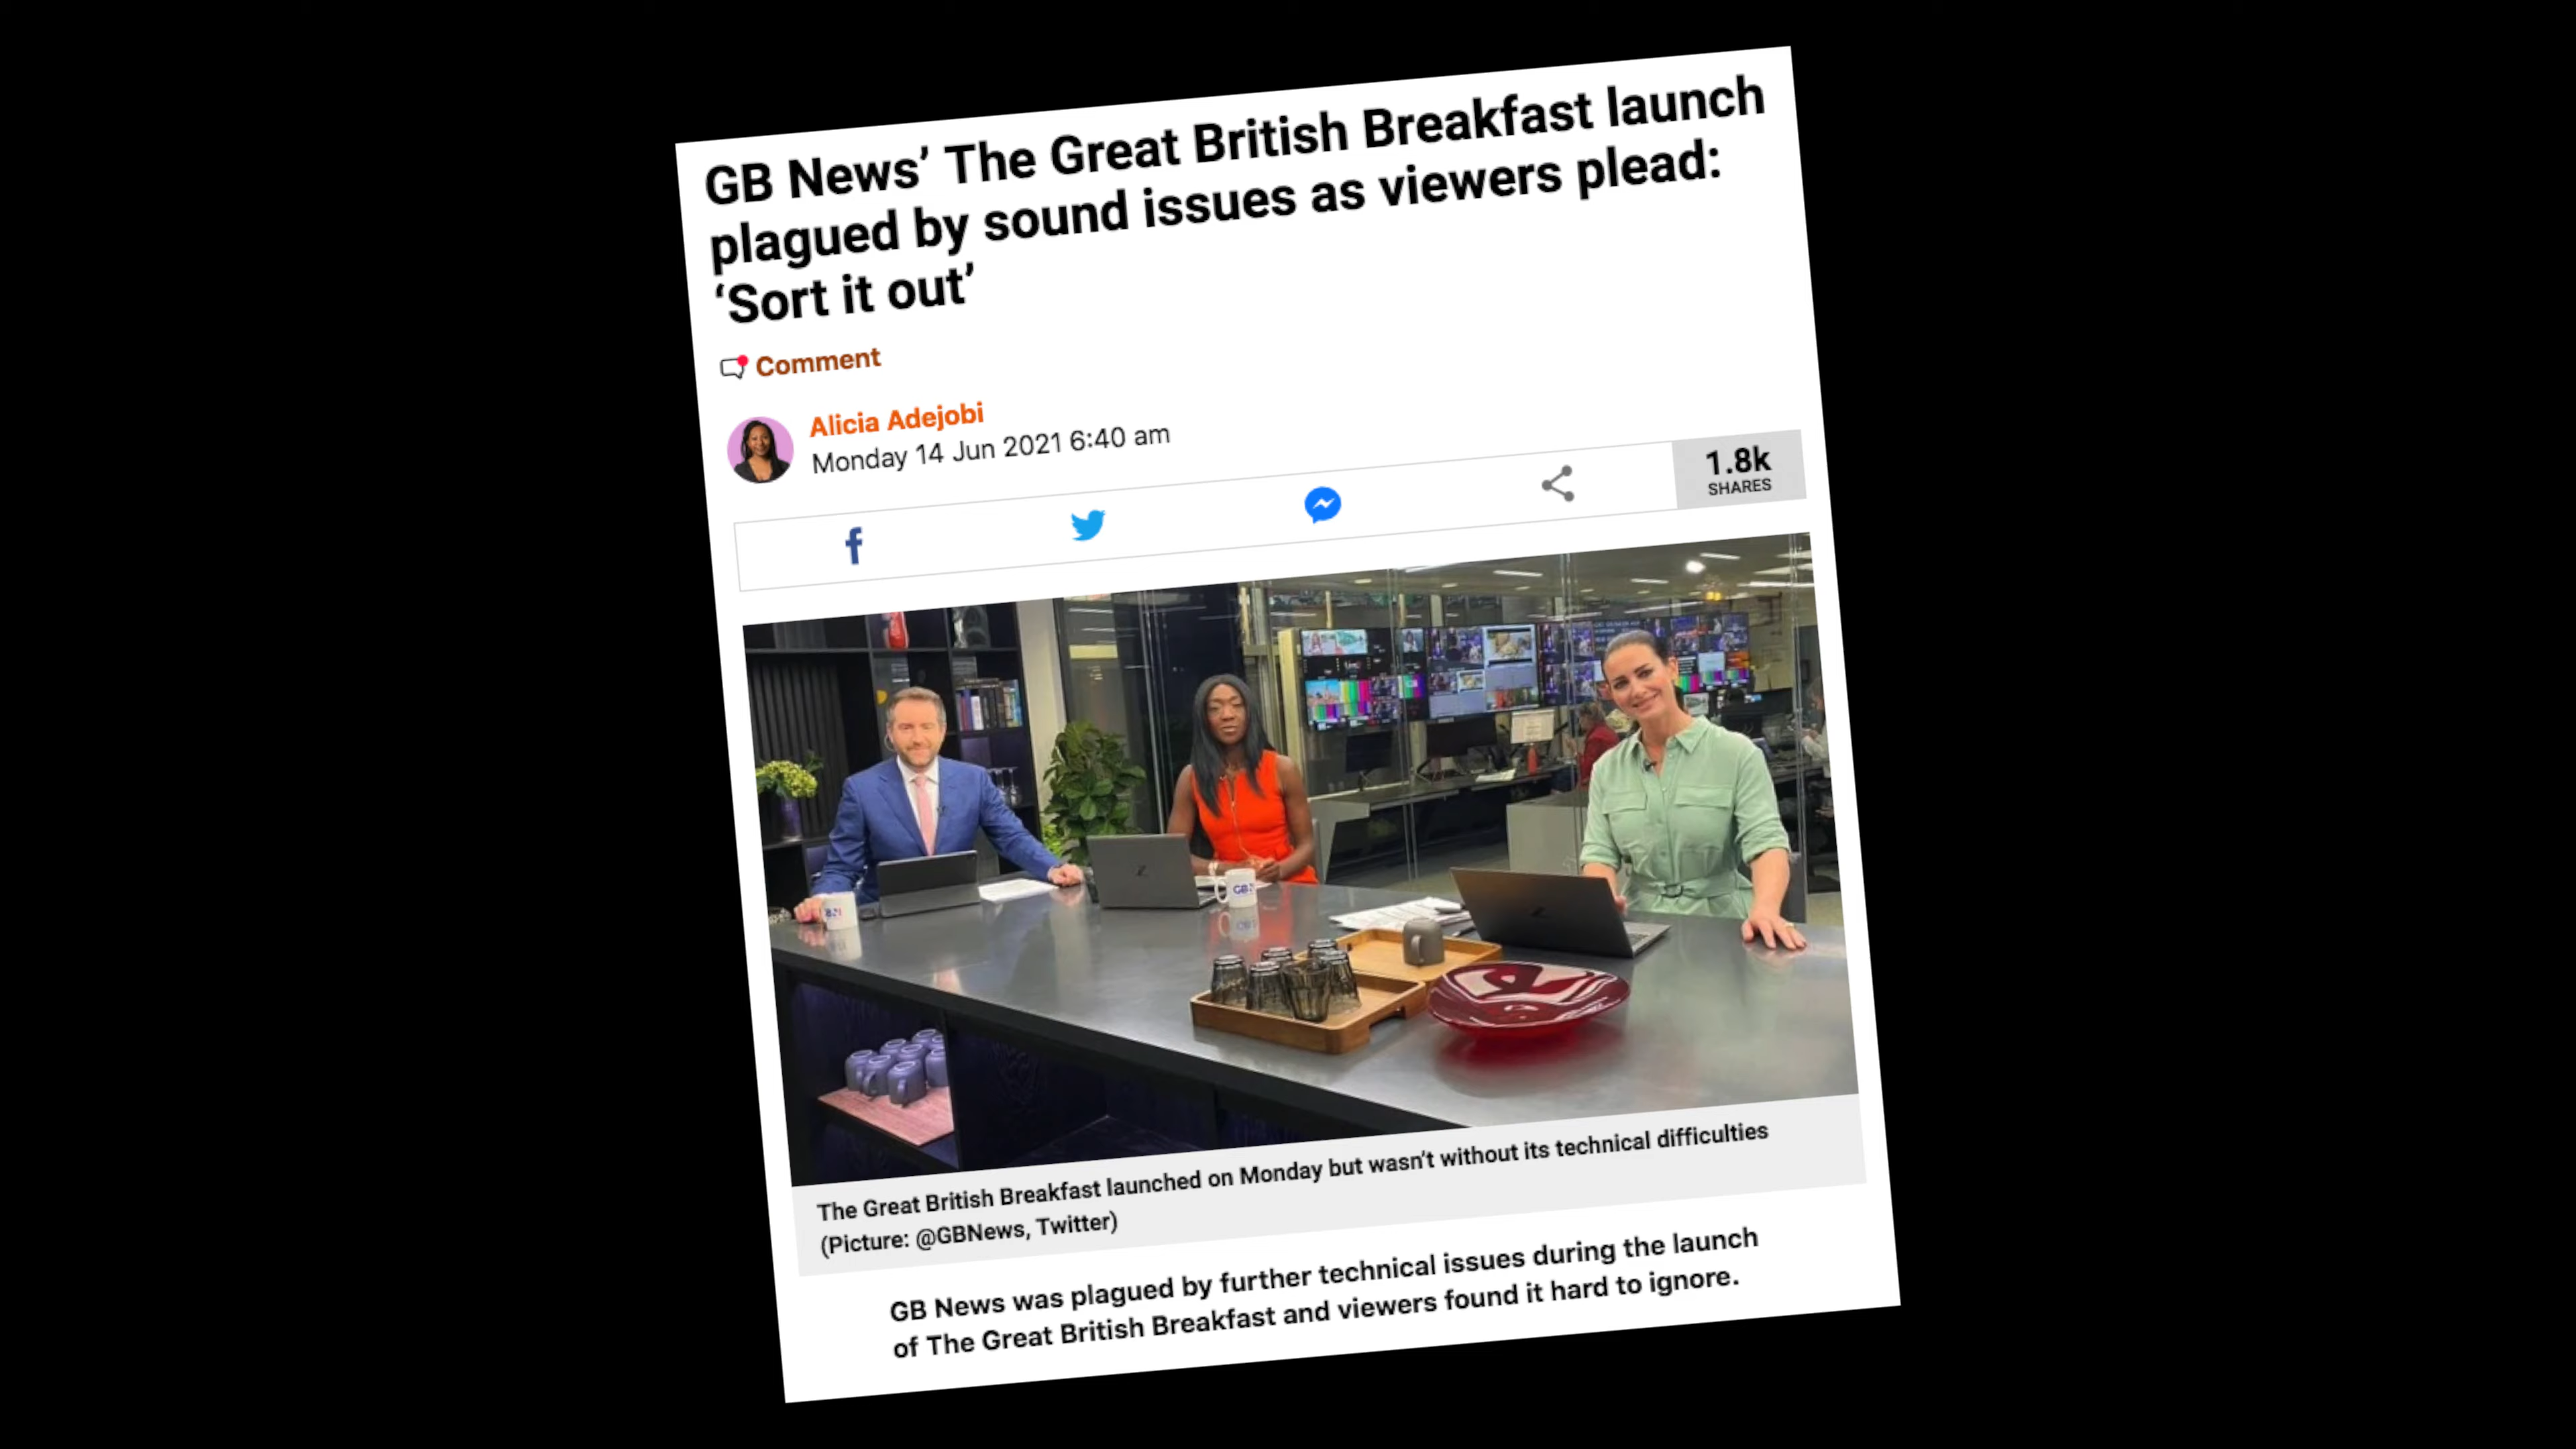 GB News’ The Great British Breakfast launch
plagued by sound issues as viewers plead:
‘Sort it out’
Comment
Alicia Adejobi
Monday 14 Jun 2021 6:40 am
1.8k
SHARES
GBN
The Great British Breakfast launched on Monday but wasn’t without its technical difficulties
(Picture: @GBNews, Twitter)
GB News was plagued by further technical issues during the launch
of The Great British Breakfast and viewers found it hard to ignore.